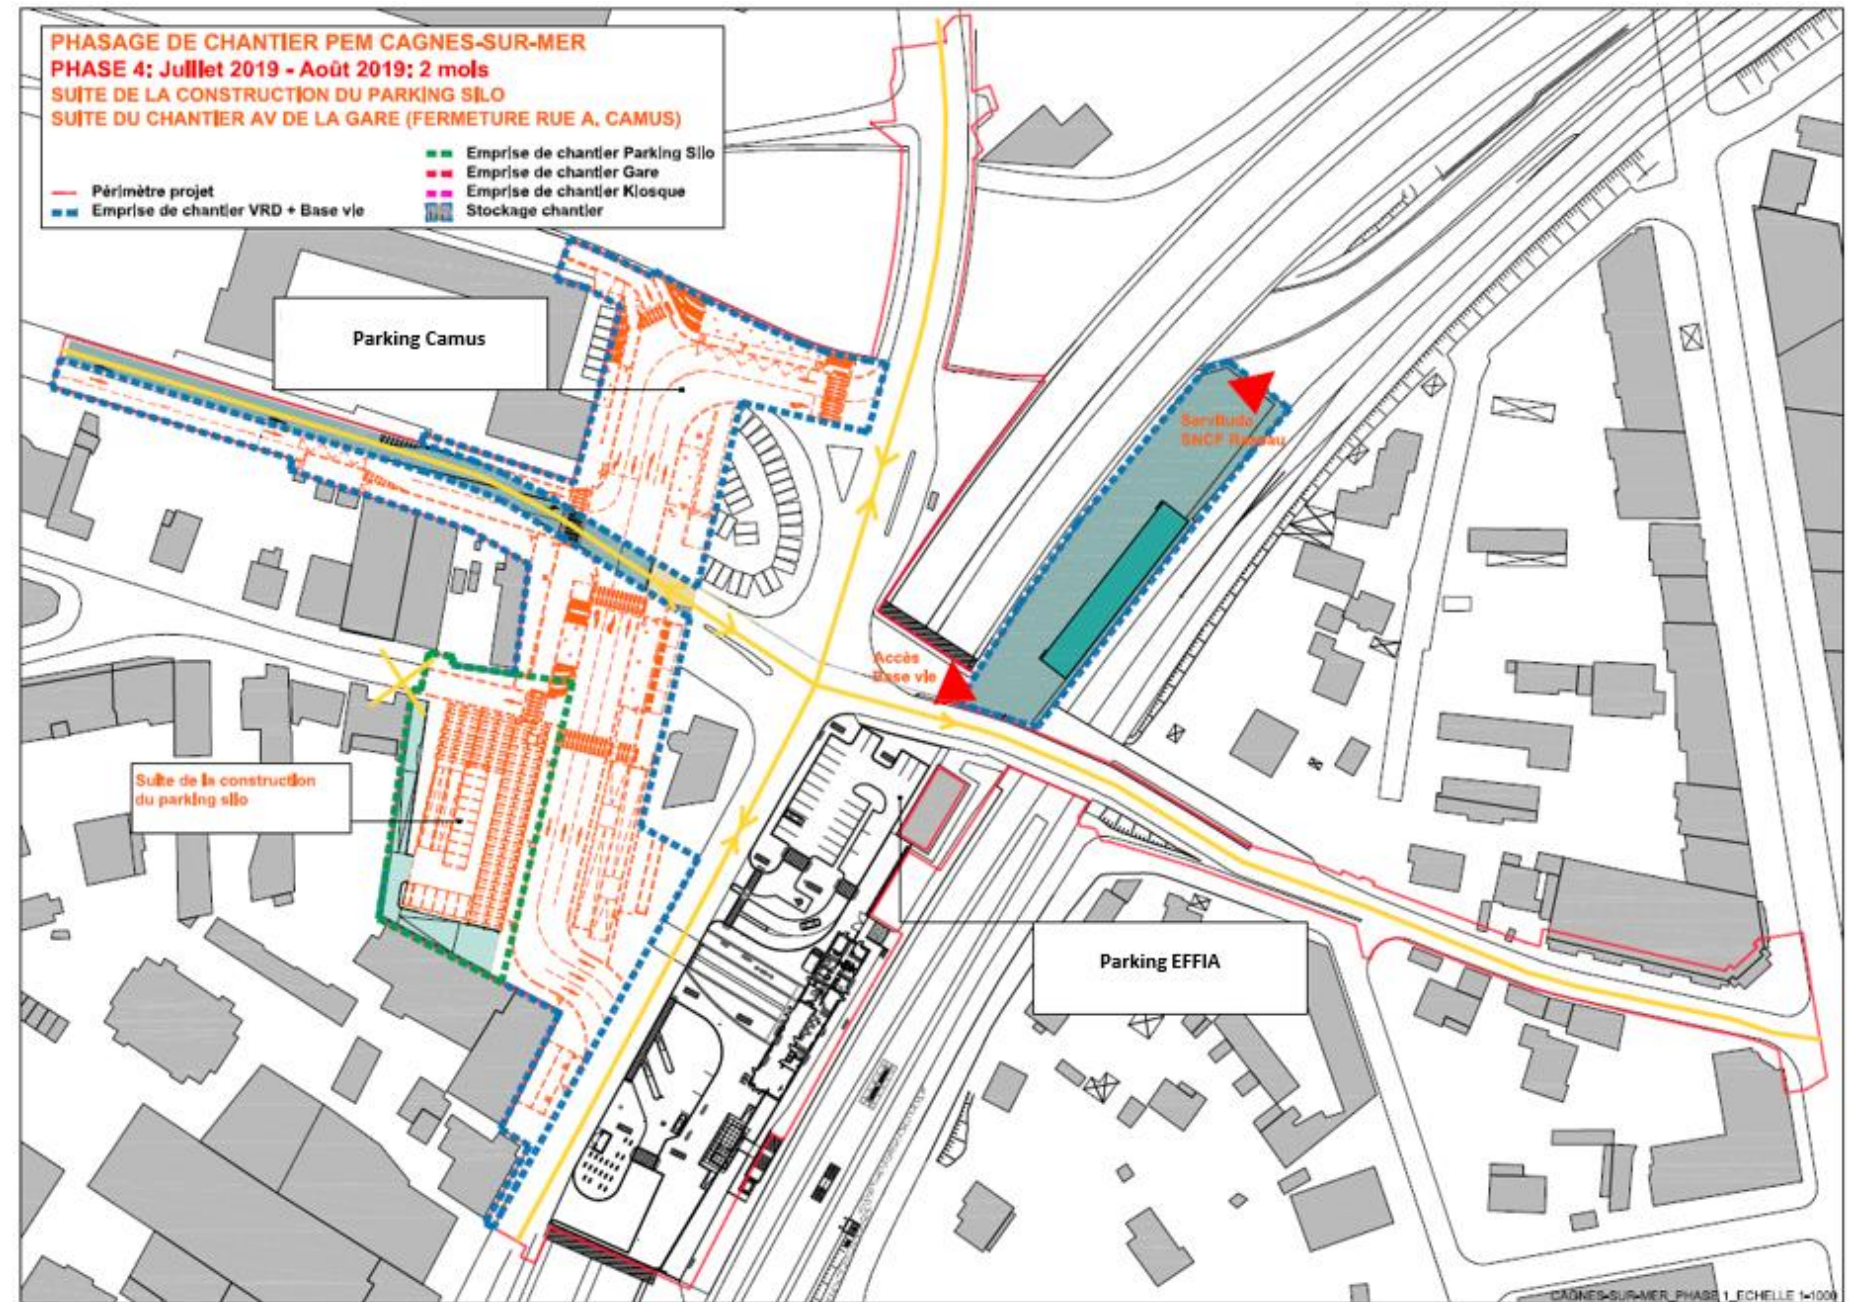 PHASAGE DE CHANTIER PEM CAGNES-SUR-MER
PHASE 4: Juillet 2019 - Août 2019: 2 mois
SUITE DE LA CONSTRUCTION DU PARKING SILO
SUITE DU CHANTIER AV DE LA GARE (FERMETURE RUE A. CAMUS)
Emprise de chantier Parking Silo
Emprise de chantier Gare
Périmètre projet
Emprise de chantier Kiosque
Emprise de chantier VRD + Base vie
Stockage chantier
Parking Camus
Servitude
SNCF Réseau
Accès
Base vie
Suite de la construction
du parking silo
Parking EFFIA
CAGNES-SUR-MER_PHASE 1_ECHELLE 1-1000